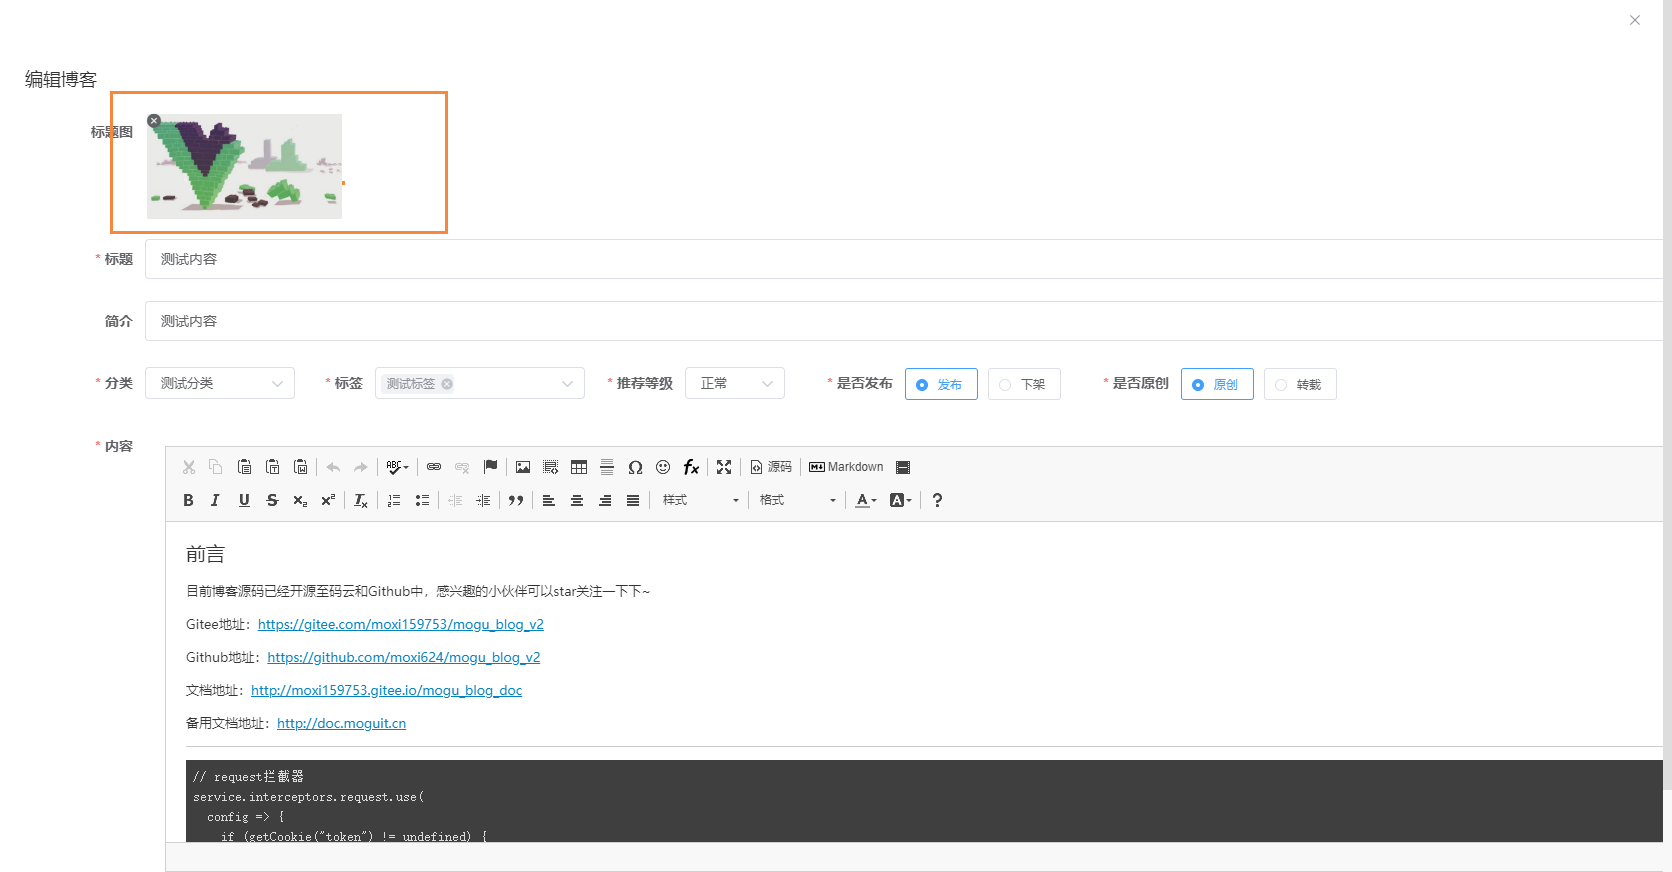 编辑博客
标题图
* 标题 测试内容
简介 测试内容
* 分类 测试分类 * 标签 测试标签 * 推荐等级 正常 * 是否发布 发布 下架 * 是否原创 原创 转载
* 内容
ABC Ω fx 源码 Markdown
B I U S x₂ x² Tx 样式 格式 A A ?
前言
目前博客源码已经开源至码云和Github中，感兴趣的小伙伴可以star关注一下下~
Gitee地址：https://gitee.com/moxi159753/mogu_blog_v2
Github地址：https://github.com/moxi624/mogu_blog_v2
文档地址：http://moxi159753.gitee.io/mogu_blog_doc
备用文档地址：http://doc.moguit.cn
// request拦截器
service.interceptors.request.use(
config => {
if (getCookie("token") != undefined) {